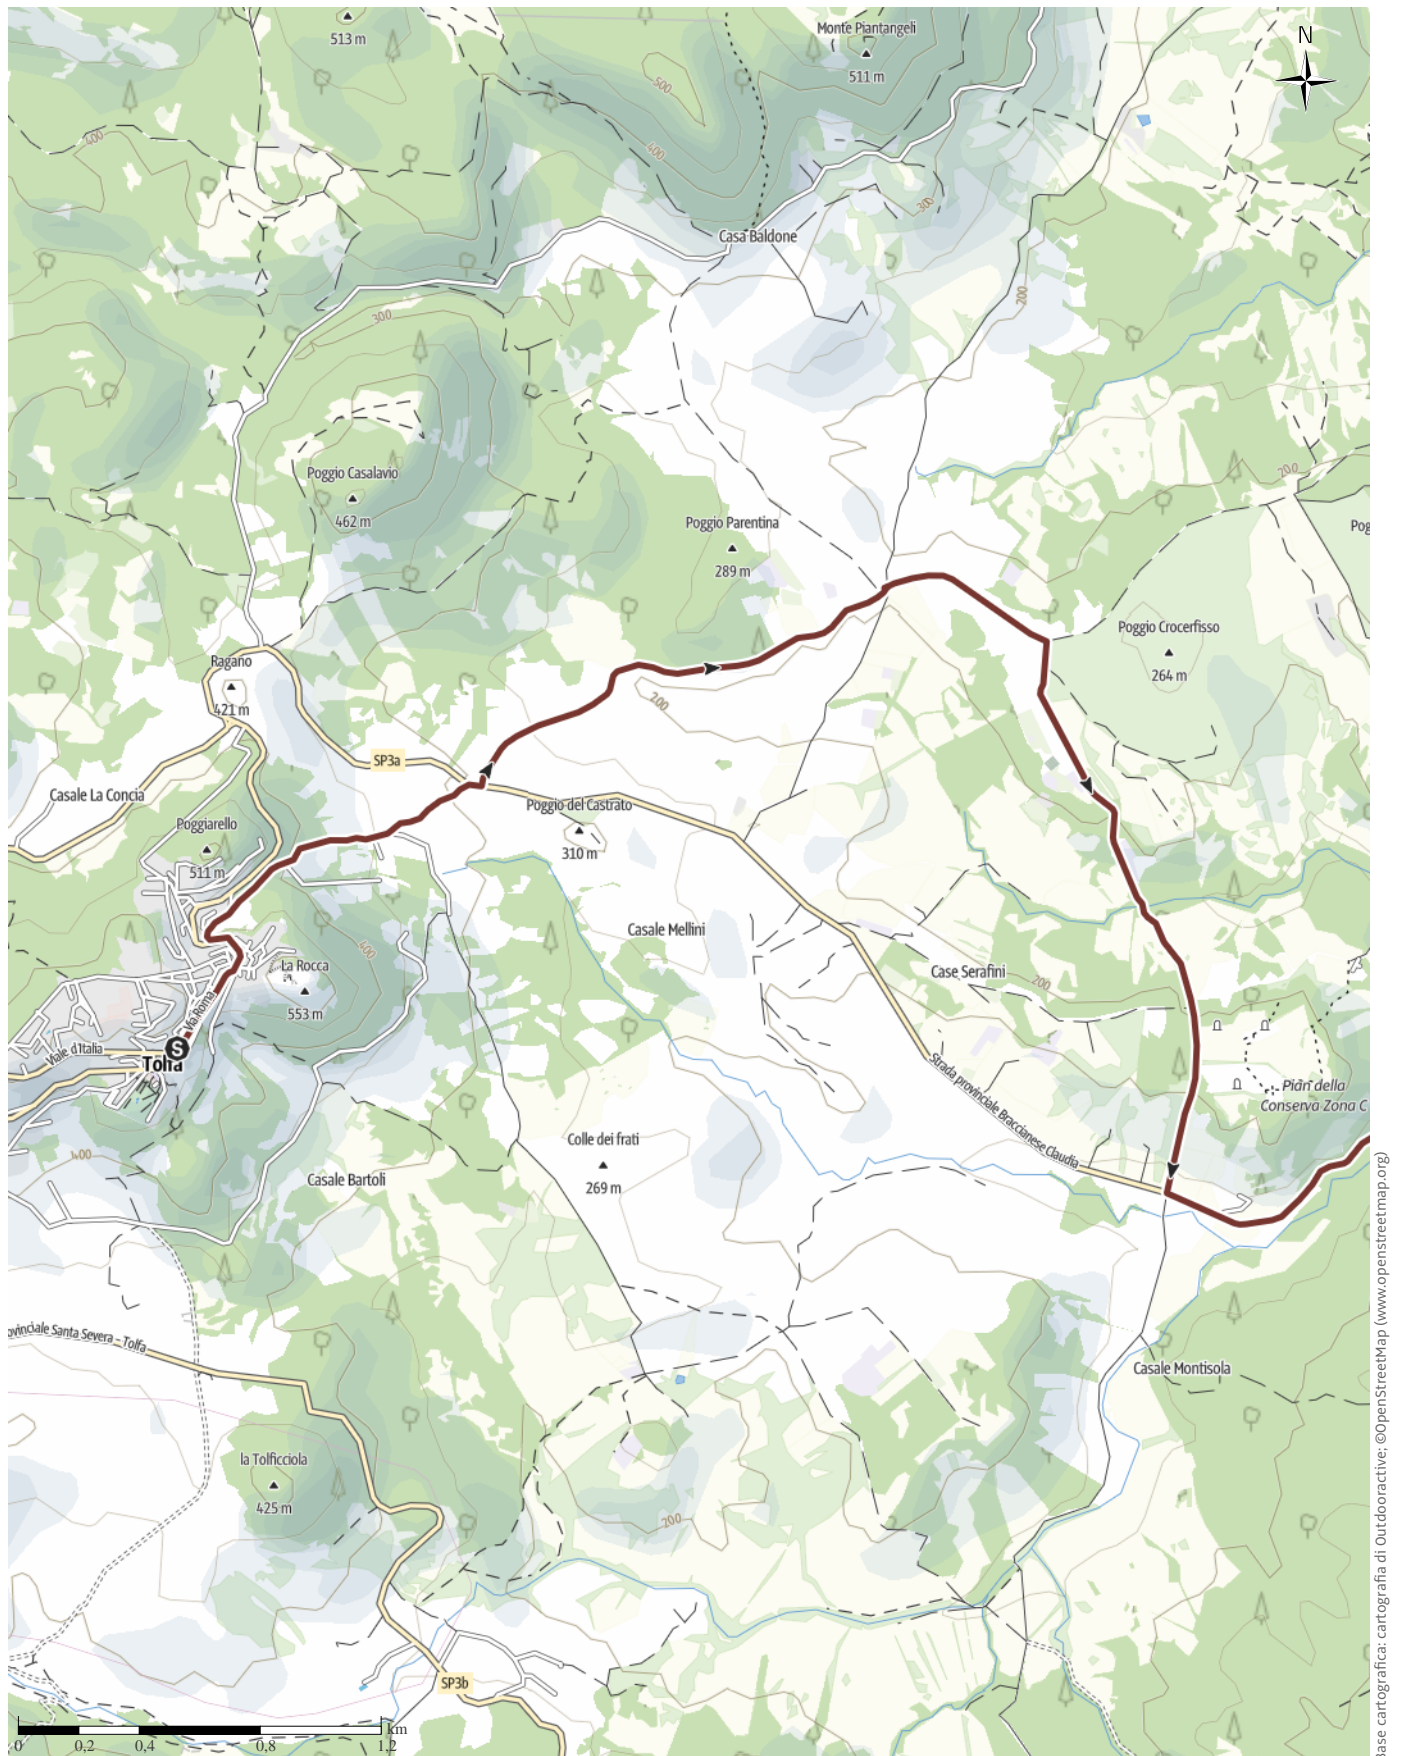 Monte Piantangeli
511 m
513 m
N
500
400
400
300
Casa Baldone
200
300
Poggio Casalavio
462 m
200
Poggio Parentina
289 m
Pog
Poggio Crocerfisso
264 m
Ragano
421 m
200
SP3a
Casale La Concia
Poggio del Castrato
310 m
Poggiarello
511 m
Casale Mellini
400
La Rocca
553 m
Case Serafini
200
Via Roma
Viale d'Italia
S
Tolfa
Strada provinciale Braccianese Claudia
Pian della
Conserva Zona C
400
Colle dei frati
269 m
Casale Bartoli
ovinciale Santa Severa - Tolfa
Casale Montisola
la Tolficciola
425 m
200
SP3b
km
0 0,2 0,4 0,8 1,2
ase cartografica: cartografia di Outdooractive; ©OpenStreetMap (www.openstreetmap.org)